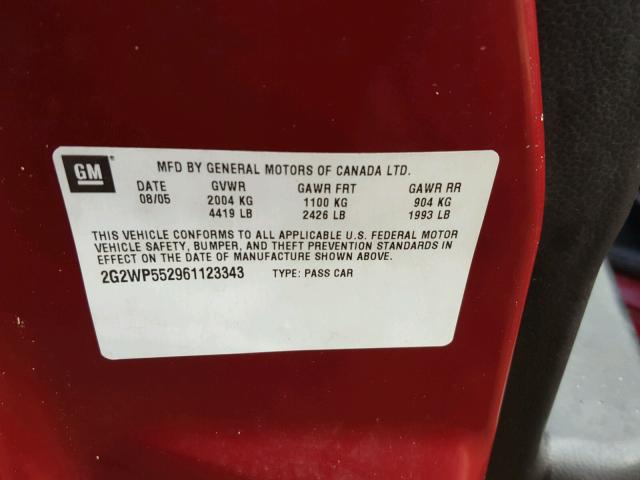 GM
MFD BY GENERAL MOTORS OF CANADA LTD.
DATE GVWR GAWR FRT GAWR RR
08/05 2004 KG 1100 KG 904 KG
4419 LB 2426 LB 1993 LB
THIS VEHICLE CONFORMS TO ALL APPLICABLE U.S. FEDERAL MOTOR
VEHICLE SAFETY, BUMPER, AND THEFT PREVENTION STANDARDS IN
EFFECT ON THE DATE OF MANUFACTURE SHOWN ABOVE.
2G2WP552961123343 TYPE: PASS CAR